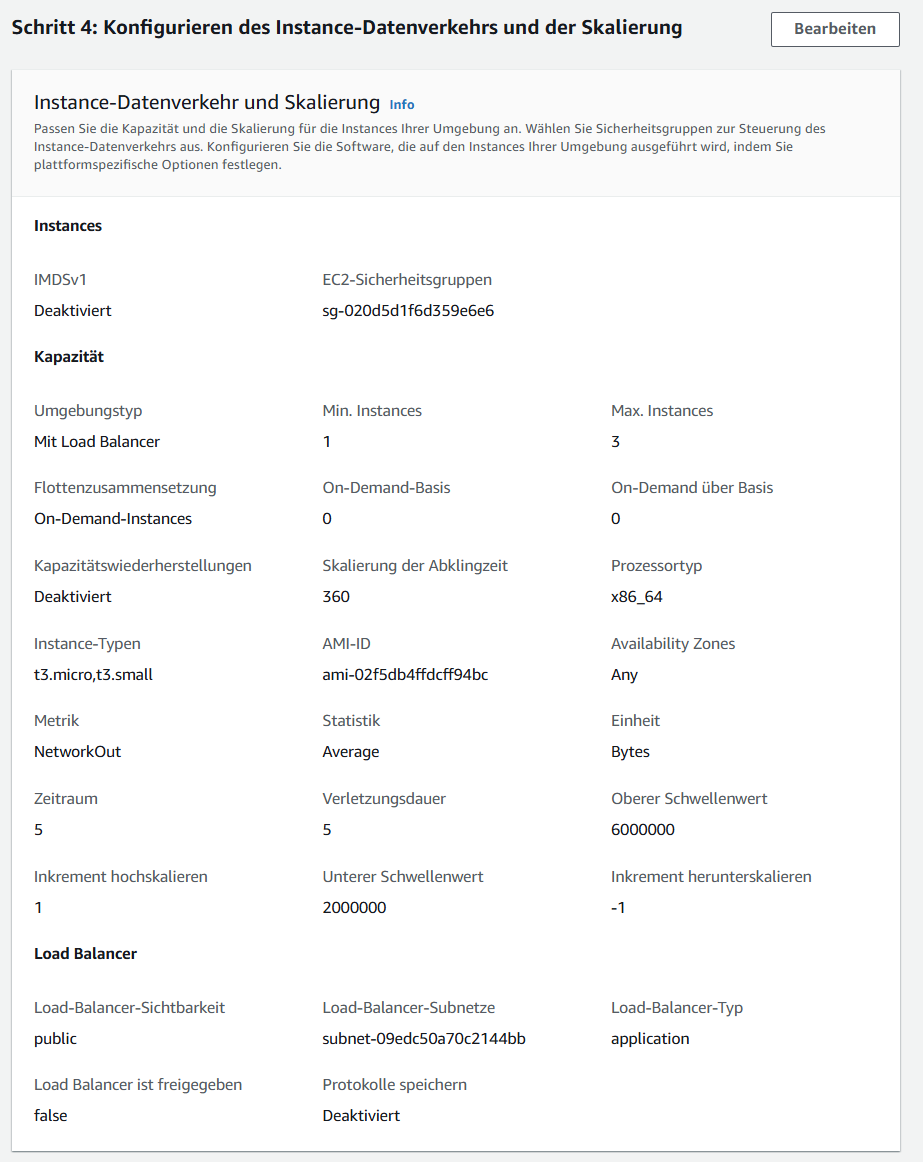 Schritt 4: Konfigurieren des Instance-Datenverkehrs und der Skalierung
Bearbeiten
Instance-Datenverkehr und Skalierung Info
Passen Sie die Kapazität und die Skalierung für die Instances Ihrer Umgebung an. Wählen Sie Sicherheitsgruppen zur Steuerung des
Instance-Datenverkehrs aus. Konfigurieren Sie die Software, die auf den Instances Ihrer Umgebung ausgeführt wird, indem Sie
plattformspezifische Optionen festlegen.
Instances
IMDSv1 EC2-Sicherheitsgruppen
Deaktiviert sg-020d5d1f6d359e6e6
Kapazität
Umgebungstyp Min. Instances Max. Instances
Mit Load Balancer 1 3
Flottenzusammensetzung On-Demand-Basis On-Demand über Basis
On-Demand-Instances 0 0
Kapazitätswiederherstellungen Skalierung der Abklingzeit Prozessortyp
Deaktiviert 360 x86_64
Instance-Typen AMI-ID Availability Zones
t3.micro,t3.small ami-02f5db4ffdcff94bc Any
Metrik Statistik Einheit
NetworkOut Average Bytes
Zeitraum Verletzungsdauer Oberer Schwellenwert
5 5 6000000
Inkrement hochskalieren Unterer Schwellenwert Inkrement herunterskalieren
1 2000000 -1
Load Balancer
Load-Balancer-Sichtbarkeit Load-Balancer-Subnetze Load-Balancer-Typ
public subnet-09edc50a70c2144bb application
Load Balancer ist freigegeben Protokolle speichern
false Deaktiviert